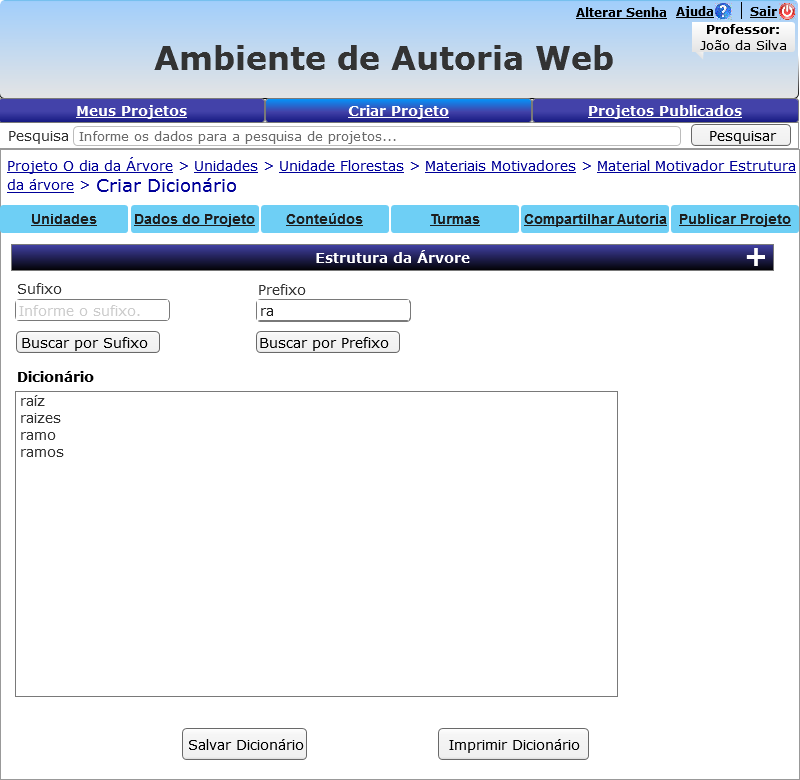 Alterar Senha Ajuda? Sair
Professor:
João da Silva
Ambiente de Autoria Web
Meus Projetos Criar Projeto Projetos Publicados
Pesquisa Informe os dados para a pesquisa de projetos... Pesquisar
Projeto O dia da Árvore > Unidades > Unidade Florestas > Materiais Motivadores > Material Motivador Estrutura
da árvore > Criar Dicionário
Unidades Dados do Projeto Conteúdos Turmas Compartilhar Autoria Publicar Projeto
Estrutura da Árvore +
Sufixo Prefixo
Informe o sufixo. ra
Buscar por Sufixo Buscar por Prefixo
Dicionário
raíz
raizes
ramo
ramos
Salvar Dicionário Imprimir Dicionário